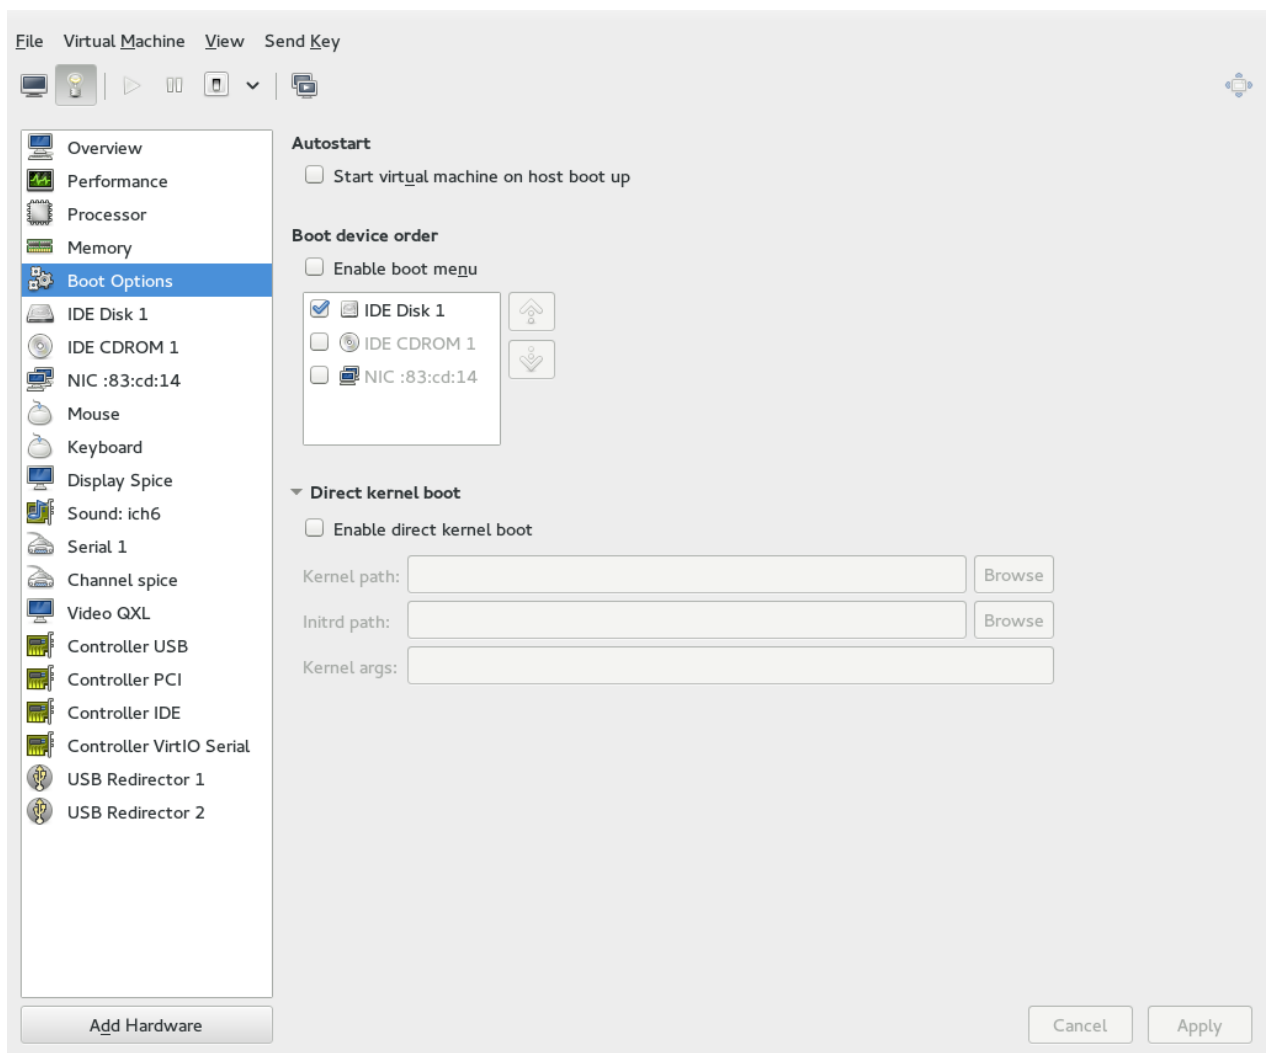 File Virtual Machine View Send Key
Overview
Performance
Processor
Memory
Boot Options
IDE Disk 1
IDE CDROM 1
NIC :83:cd:14
Mouse
Keyboard
Display Spice
Sound: ich6
Serial 1
Channel spice
Video QXL
Controller USB
Controller PCI
Controller IDE
Controller VirtIO Serial
USB Redirector 1
USB Redirector 2
Add Hardware
Autostart
Start virtual machine on host boot up
Boot device order
Enable boot menu
IDE Disk 1
IDE CDROM 1
NIC :83:cd:14
Direct kernel boot
Enable direct kernel boot
Kernel path: Browse
Initrd path: Browse
Kernel args:
Cancel Apply